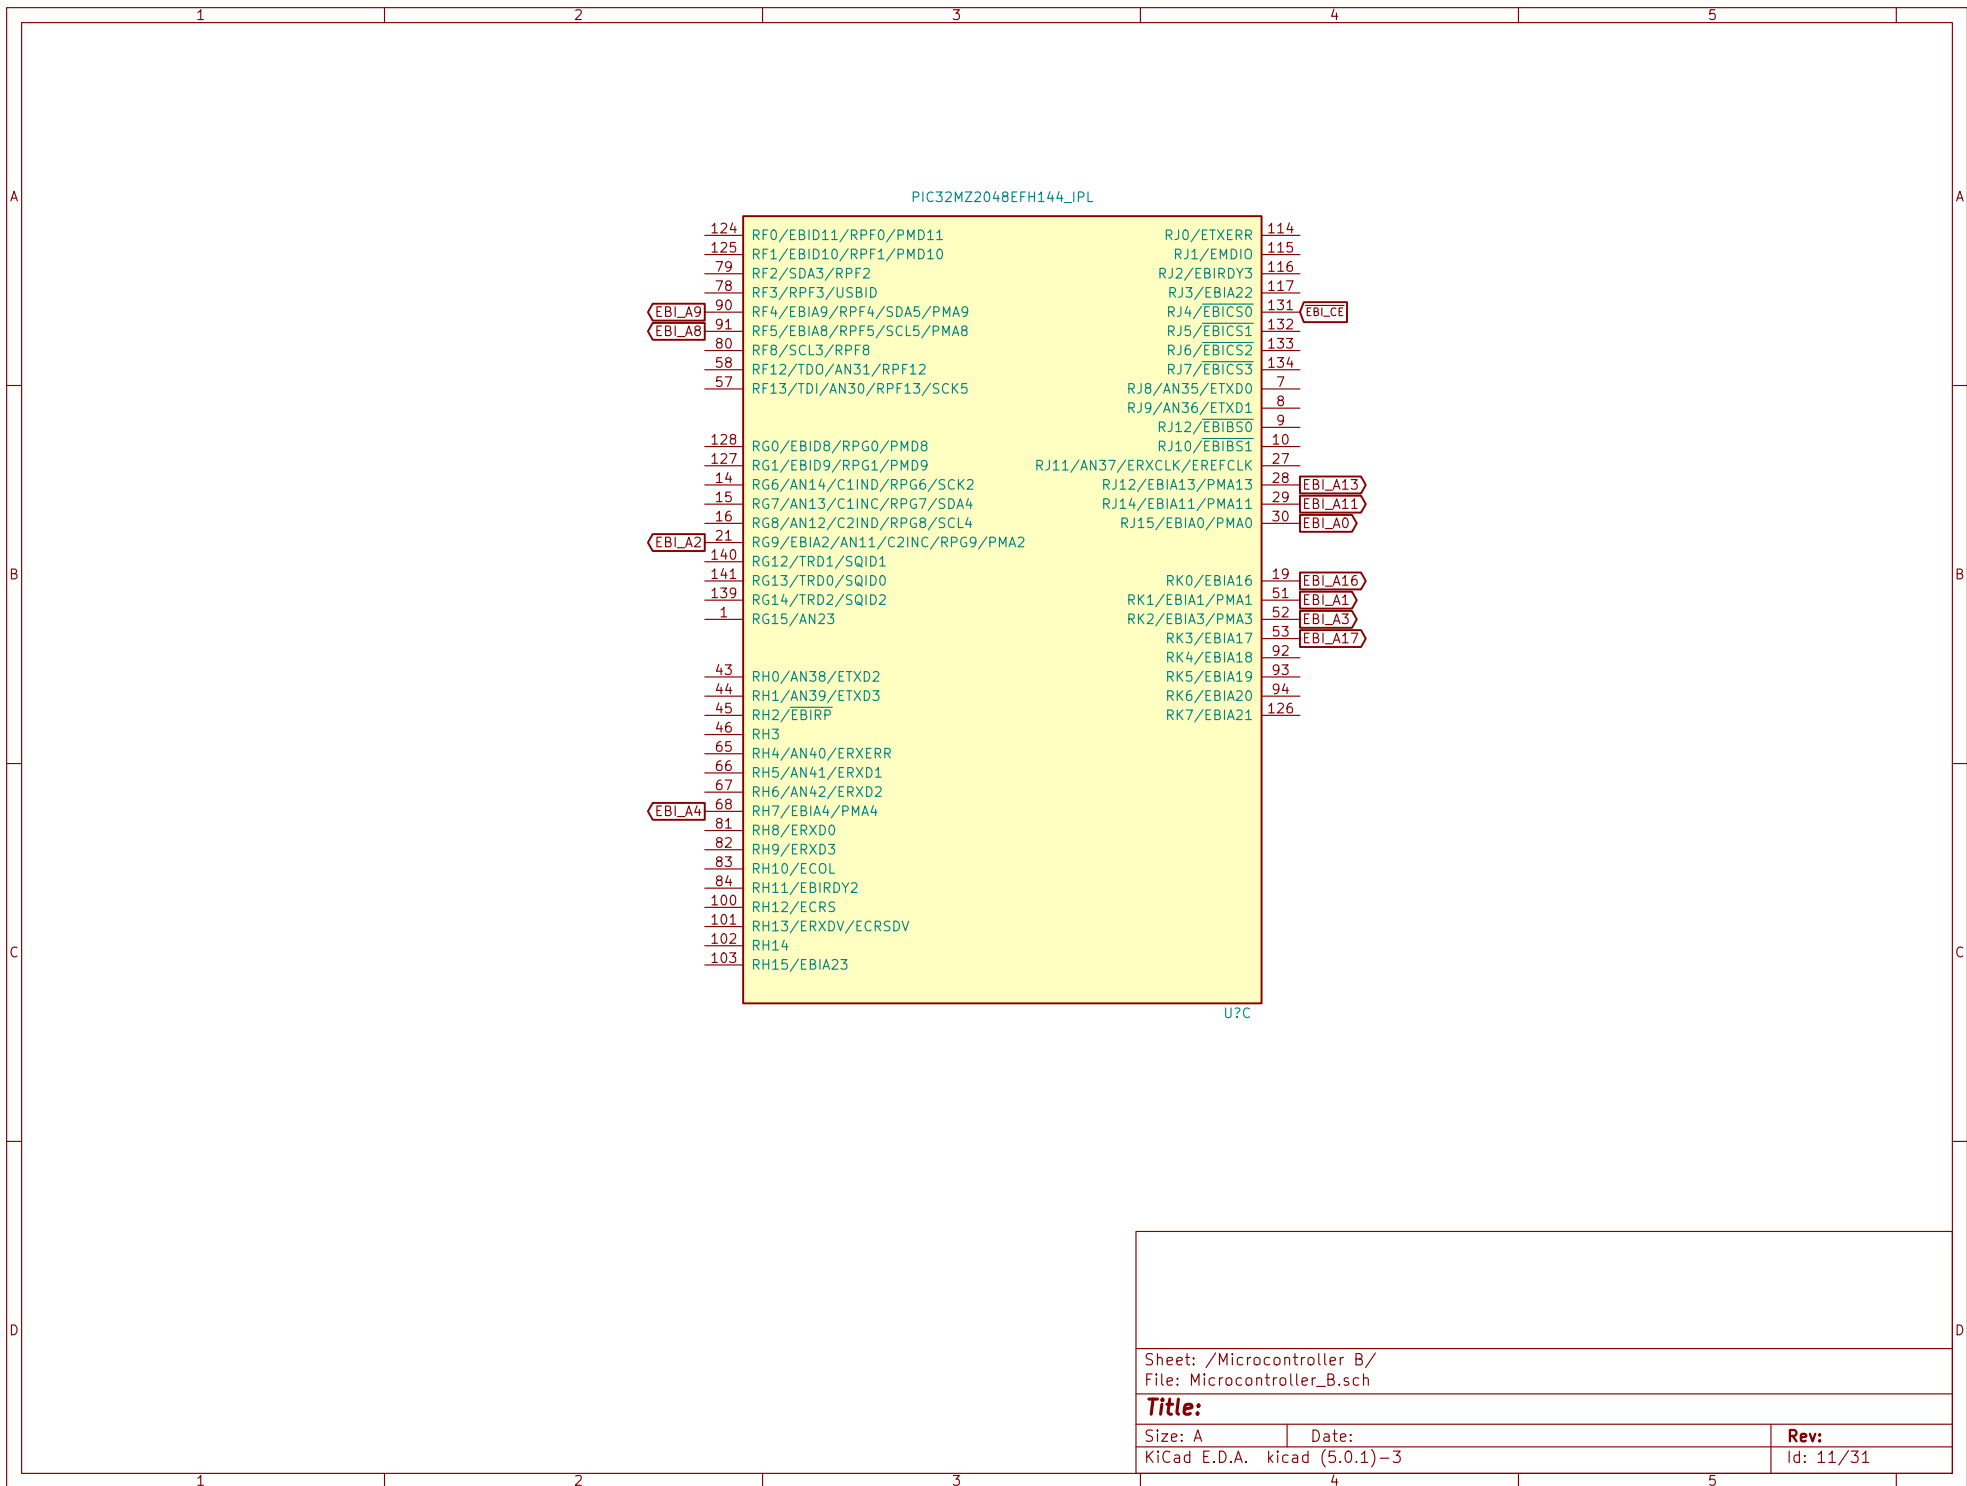 1 2 3 4 5
A A
PIC32MZ2048EFH144_IPL
124 RF0/EBID11/RPF0/PMD11
125 RF1/EBID10/RPF1/PMD10
79 RF2/SDA3/RPF2
78 RF3/RPF3/USBID
EBI_A9 90 RF4/EBIA9/RPF4/SDA5/PMA9
EBI_A8 91 RF5/EBIA8/RPF5/SCL5/PMA8
80 RF8/SCL3/RPF8
58 RF12/TDO/AN31/RPF12
57 RF13/TDI/AN30/RPF13/SCK5
128 RG0/EBID8/RPG0/PMD8
127 RG1/EBID9/RPG1/PMD9
14 RG6/AN14/C1IND/RPG6/SCK2
15 RG7/AN13/C1INC/RPG7/SDA4
16 RG8/AN12/C2IND/RPG8/SCL4
EBI_A2 21 RG9/EBIA2/AN11/C2INC/RPG9/PMA2
140 RG12/TRD1/SQID1
141 RG13/TRD0/SQID0
139 RG14/TRD2/SQID2
1 RG15/AN23
43 RH0/AN38/ETXD2
44 RH1/AN39/ETXD3
45 RH2/EBIRP
46 RH3
65 RH4/AN40/ERXERR
66 RH5/AN41/ERXD1
67 RH6/AN42/ERXD2
EBI_A4 68 RH7/EBIA4/PMA4
81 RH8/ERXD0
82 RH9/ERXD3
83 RH10/ECOL
84 RH11/EBIRDY2
100 RH12/ECRS
101 RH13/ERXDV/ECRSDV
102 RH14
103 RH15/EBIA23
RJ0/ETXERR 114
RJ1/EMDIO 115
RJ2/EBIRDY3 116
RJ3/EBIA22 117
RJ4/EBICS0 131 EBI_CE
RJ5/EBICS1 132
RJ6/EBICS2 133
RJ7/EBICS3 134
RJ8/AN35/ETXD0 7
RJ9/AN36/ETXD1 8
RJ12/EBIBS0 9
RJ10/EBIBS1 10
RJ11/AN37/ERXCLK/EREFCLK 27
RJ12/EBIA13/PMA13 28 EBI_A13
RJ14/EBIA11/PMA11 29 EBI_A11
RJ15/EBIA0/PMA0 30 EBI_A0
RK0/EBIA16 19 EBI_A16
RK1/EBIA1/PMA1 51 EBI_A1
RK2/EBIA3/PMA3 52 EBI_A3
RK3/EBIA17 53 EBI_A17
RK4/EBIA18 92
RK5/EBIA19 93
RK6/EBIA20 94
RK7/EBIA21 126
U?C
B B
C C
D D
Sheet: /Microcontroller B/
File: Microcontroller_B.sch
Title:
Size: A Date: Rev:
KiCad E.D.A. kicad (5.0.1)-3 Id: 11/31
1 2 3 4 5